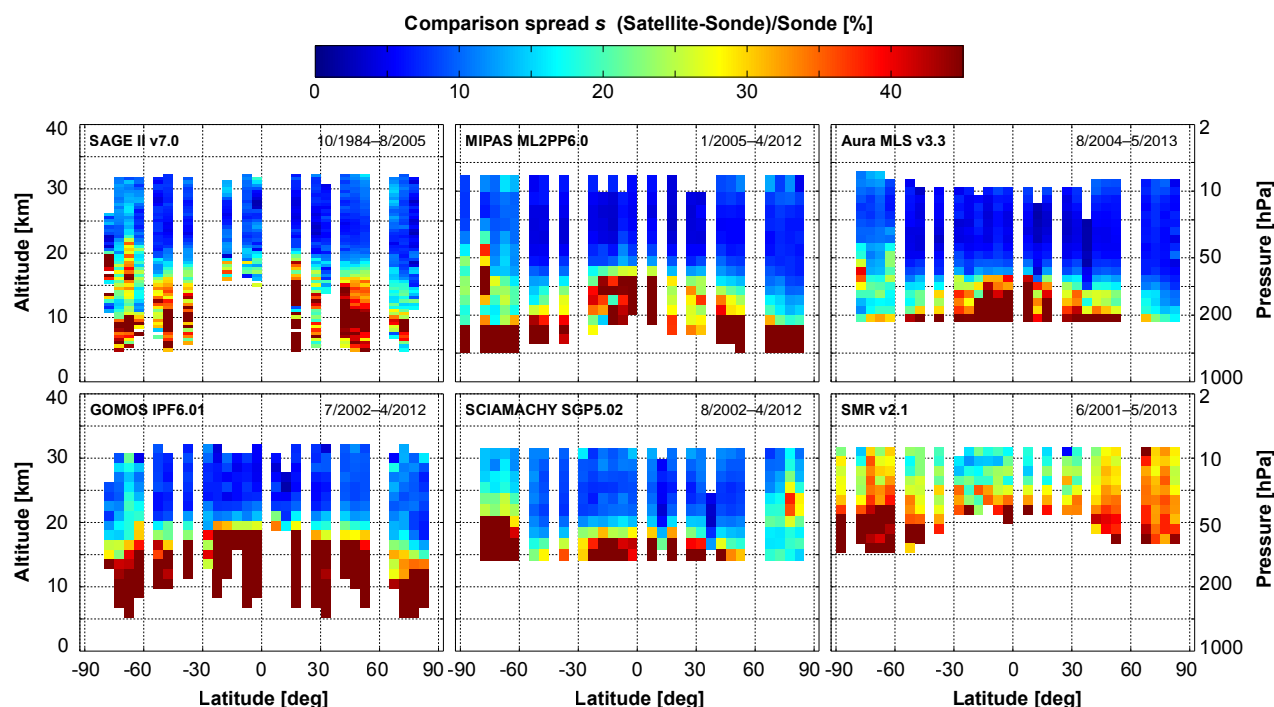 Comparison spread s (Satellite-Sonde)/Sonde [%]
0 10 20 30 40
SAGE II v7.0 10/1984–8/2005
MIPAS ML2PP6.0 1/2005–4/2012
Aura MLS v3.3 8/2004–5/2013
40
30
20
10
0
Altitude [km]
2
10
50
200
1000
Pressure [hPa]
GOMOS IPF6.01 7/2002–4/2012
SCIAMACHY SGP5.02 8/2002–4/2012
SMR v2.1 6/2001–5/2013
40
30
20
10
0
Altitude [km]
2
10
50
200
1000
Pressure [hPa]
-90 -60 -30 0 30 60 90
-90 -60 -30 0 30 60 90
-90 -60 -30 0 30 60 90
Latitude [deg]
Latitude [deg]
Latitude [deg]